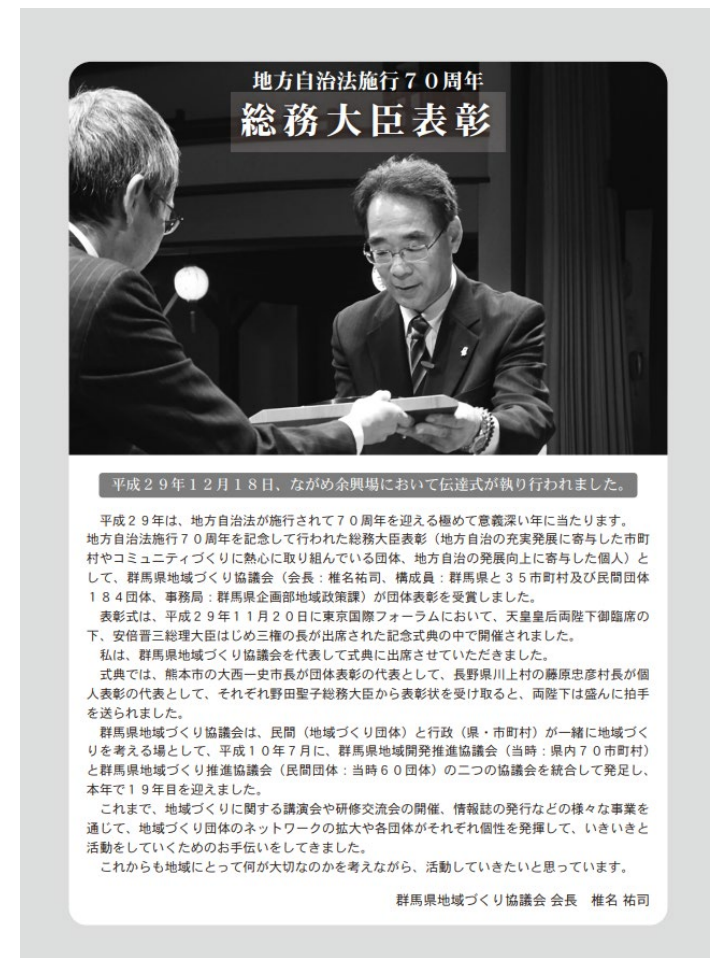 地方自治法施行70周年
総務大臣表彰
平成29年12月18日、ながめ余興場において伝達式が執り行われました。
平成29年は、地方自治法が施行されて70周年を迎える極めて意義深い年に当たります。
地方自治法施行70周年を記念して行われた総務大臣表彰（地方自治の充実発展に寄与した市町
村やコミュニティづくりに熱心に取り組んでいる団体、地方自治の発展向上に寄与した個人）と
して、群馬県地域づくり協議会（会長：椎名祐司、構成員：群馬県と35市町村及び民間団体
184団体、事務局：群馬県企画部地域政策課）が団体表彰を受賞しました。
表彰式は、平成29年11月20日に東京国際フォーラムにおいて、天皇皇后両陛下御臨席の
下、安倍晋三総理大臣はじめ三権の長が出席された記念式典の中で開催されました。
私は、群馬県地域づくり協議会を代表して式典に出席させていただきました。
式典では、熊本市の大西一史市長が団体表彰の代表として、長野県川上村の藤原忠彦村長が個
人表彰の代表として、それぞれ野田聖子総務大臣から表彰状を受け取ると、両陛下は盛んに拍手
を送られました。
群馬県地域づくり協議会は、民間（地域づくり団体）と行政（県・市町村）が一緒に地域づく
りを考える場として、平成10年7月に、群馬県地域開発推進協議会（当時：県内70市町村）
と群馬県地域づくり推進協議会（民間団体：当時60団体）の二つの協議会を統合して発足し、
本年で19年目を迎えました。
これまで、地域づくりに関する講演会や研修交流会の開催、情報誌の発行などの様々な事業を
通じて、地域づくり団体のネットワークの拡大や各団体がそれぞれ個性を発揮して、いきいきと
活動をしていくためのお手伝いをしてきました。
これからも地域にとって何が大切なのかを考えながら、活動していきたいと思っています。
群馬県地域づくり協議会 会長　椎名 祐司